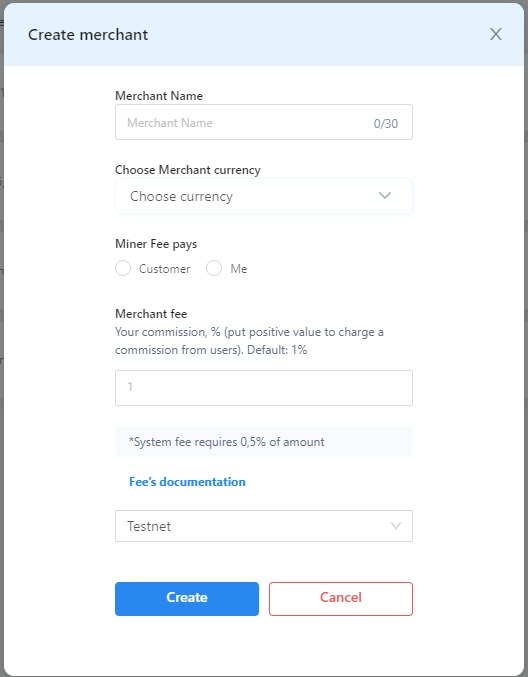 Create merchant
X
Merchant Name
Merchant Name 0/30
Choose Merchant currency
Choose currency
Miner Fee pays
Customer Me
Merchant fee
Your commission, % (put positive value to charge a
commission from users). Default: 1%
1
*System fee requires 0,5% of amount
Fee's documentation
Testnet
Create Cancel